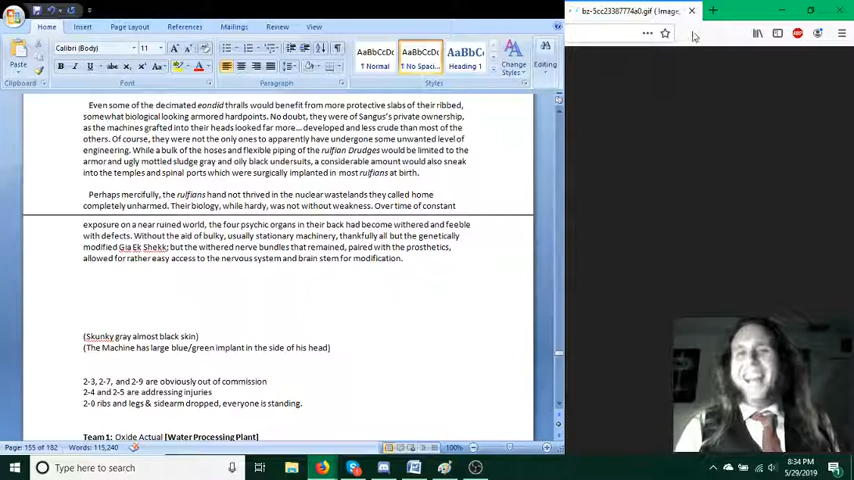 bz-5cc23387774a0.gif (Image,
Home Insert Page Layout References Mailings Review View
Calibri (Body) 11
AaBbCcDc AaBbCcDc AaBbCc
Paste
1 Normal 1 No Spaci... Heading 1
Change
Styles
Editing
Clipboard Font Paragraph Styles
Even some of the decimated eondid thralls would benefit from more protective slabs of their ribbed,
somewhat biological looking armored hardpoints. No doubt, they were of Sangus's private ownership,
as the machines grafted into their heads looked far more... developed and less crude than most of the
others. Of course, they were not the only ones to apparently have undergone some unwanted level of
engineering. While a bulk of the hoses and flexible piping of the rulfian Drudges would be limited to the
armor and ugly mottled sludge gray and oily black undersuits, a considerable amount would also sneak
into the temples and spinal ports which were surgically implanted in most rulfians at birth.
Perhaps mercifully, the rulfians hand not thrived in the nuclear wastelands they called home
completely unharmed. Their biology, while hardy, was not without weakness. Over time of constant
exposure on a near ruined world, the four psychic organs in their back had become withered and feeble
with defects. Without the aid of bulky, usually stationary machinery, thankfully all but the genetically
modified Gia Ek Shekk; but the withered nerve bundles that remained, paired with the prosthetics,
allowed for rather easy access to the nervous system and brain stem for modification.
(Skunky gray almost black skin)
(The Machine has large blue/green implant in the side of his head)
2-3, 2-7, and 2-9 are obviously out of commission
2-4 and 2-5 are addressing injuries
2-0 ribs and legs & sidearm dropped, everyone is standing.
Team 1: Oxide Actual [Water Processing Plant]
Page: 155 of 182 Words: 115,240 100%
Type here to search
8:34 PM
5/29/2019